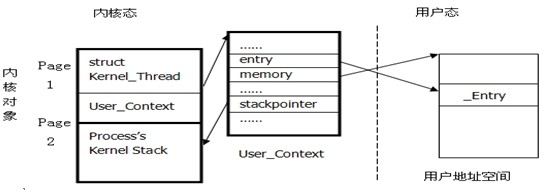 内核态
用户态
内核对象
Page
1
struct
Kernel_Thread
User_Context
Page
2
Process's
Kernel Stack
......
entry
memory
......
stackpointer
......
User_Context
_Entry
用户地址空间